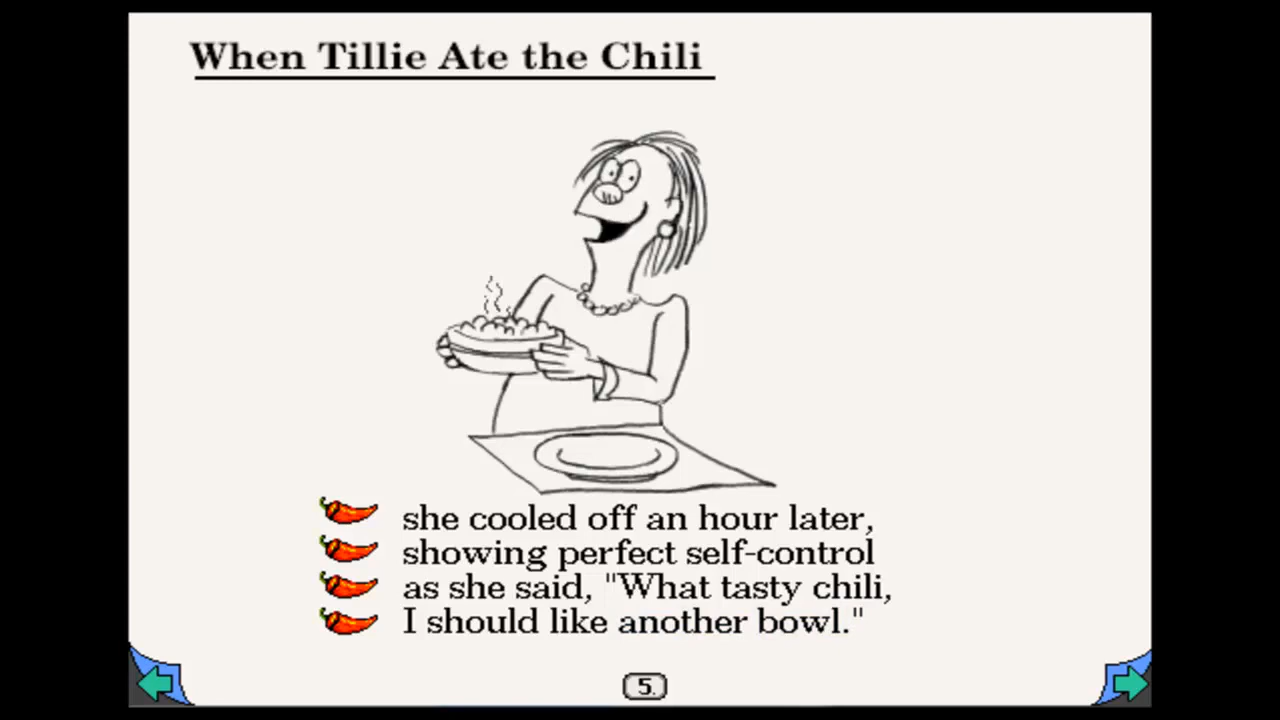 When Tillie Ate the Chili
she cooled off an hour later,
showing perfect self-control
as she said, "What tasty chili,
I should like another bowl."
5.